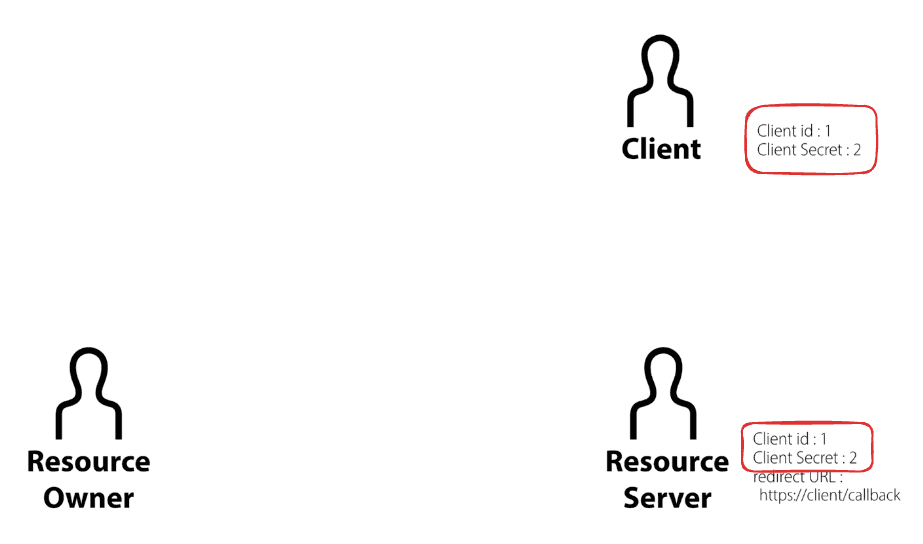 Client
Client id : 1
Client Secret : 2
Resource
Owner
Resource
Server
Client id : 1
Client Secret : 2
redirect URL :
https://client/callback